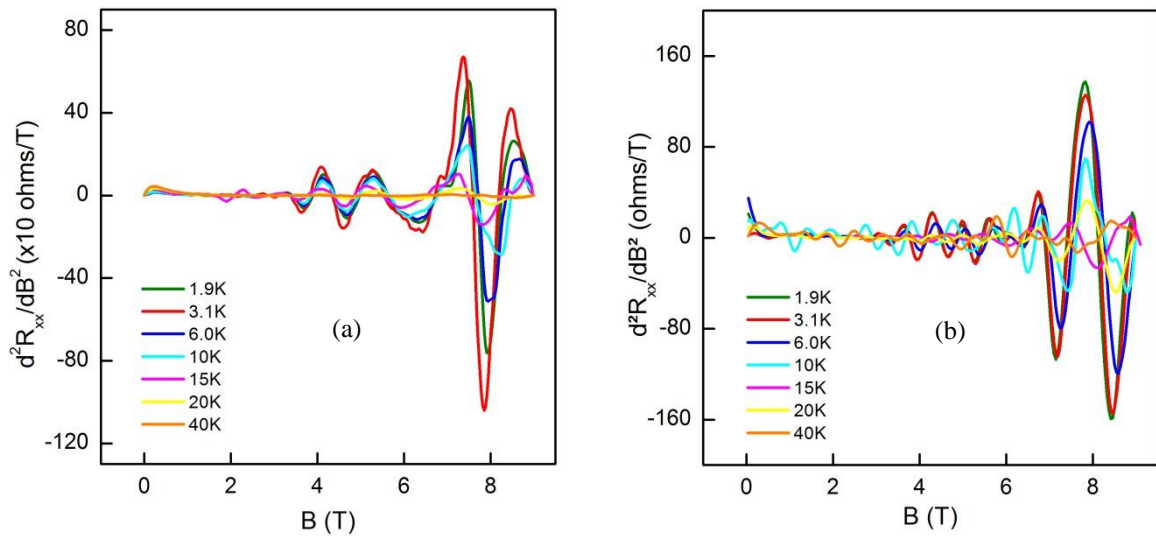 d²Rₓₓ/dB² (x10 ohms/T)
80
40
0
-40
-80
-120
1.9K
3.1K
6.0K
10K
15K
20K
40K
(a)
0 2 4 6 8
B (T)
d²Rₓₓ/dB² (ohms/T)
160
80
0
-80
-160
1.9K
3.1K
6.0K
10K
15K
20K
40K
(b)
0 2 4 6 8
B (T)